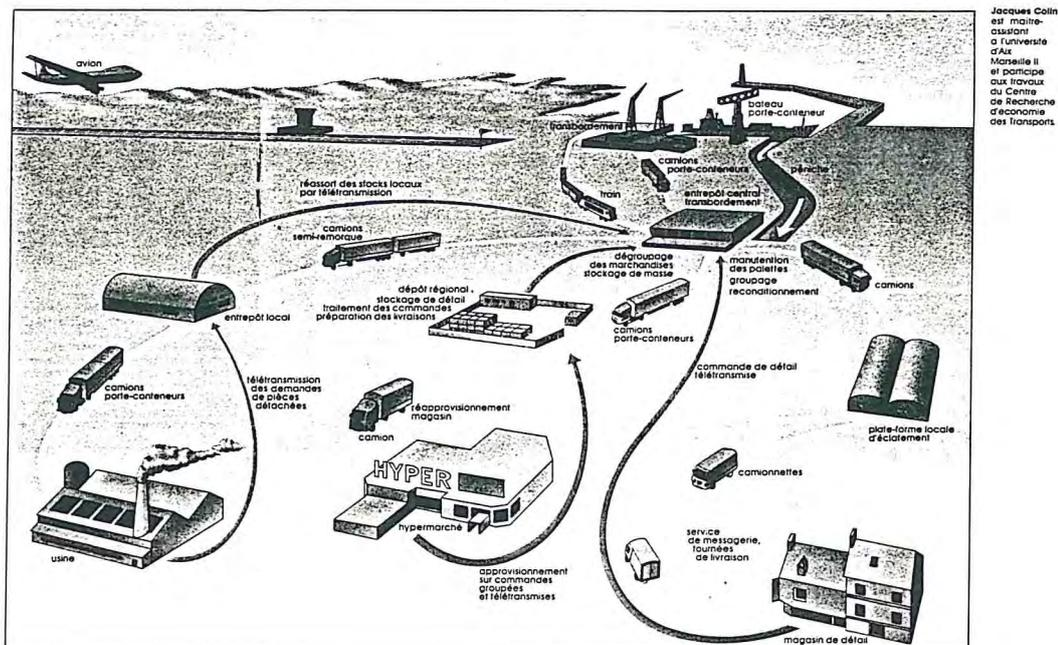 Jacques Colin
est maitre-
assistant
a l'université
d'Aix
Marseille II
et participe
aux travaux
du Centre
de Recherche
d'économie
des Transports
avion
bateau
porte-conteneur
transbordement
camions
porte-conteneurs
péniche
train
entrepôt central
transbordement
réassort des stocks locaux
par télétransmission
camions
semi-remorque
dégroupage
des marchandises
stockage de masse
manutention
des palettes
groupage
reconditionnement
camions
dépôt régional
stockage de détail
traitement des commandes
préparation des livraisons
entrepôt local
camions
porte-conteneurs
commande de détail
télétransmise
camions
porte-conteneurs
télétransmission
des demandes
de pièces
détachées
réapprovisionnement
magasin
camion
plate-forme locale
d'éclatement
HYPER
camionnettes
hypermarché
usine
service
de messagerie,
tournées
de livraison
approvisionnement
sur commandes
groupées
et télétransmises
magasin de détail